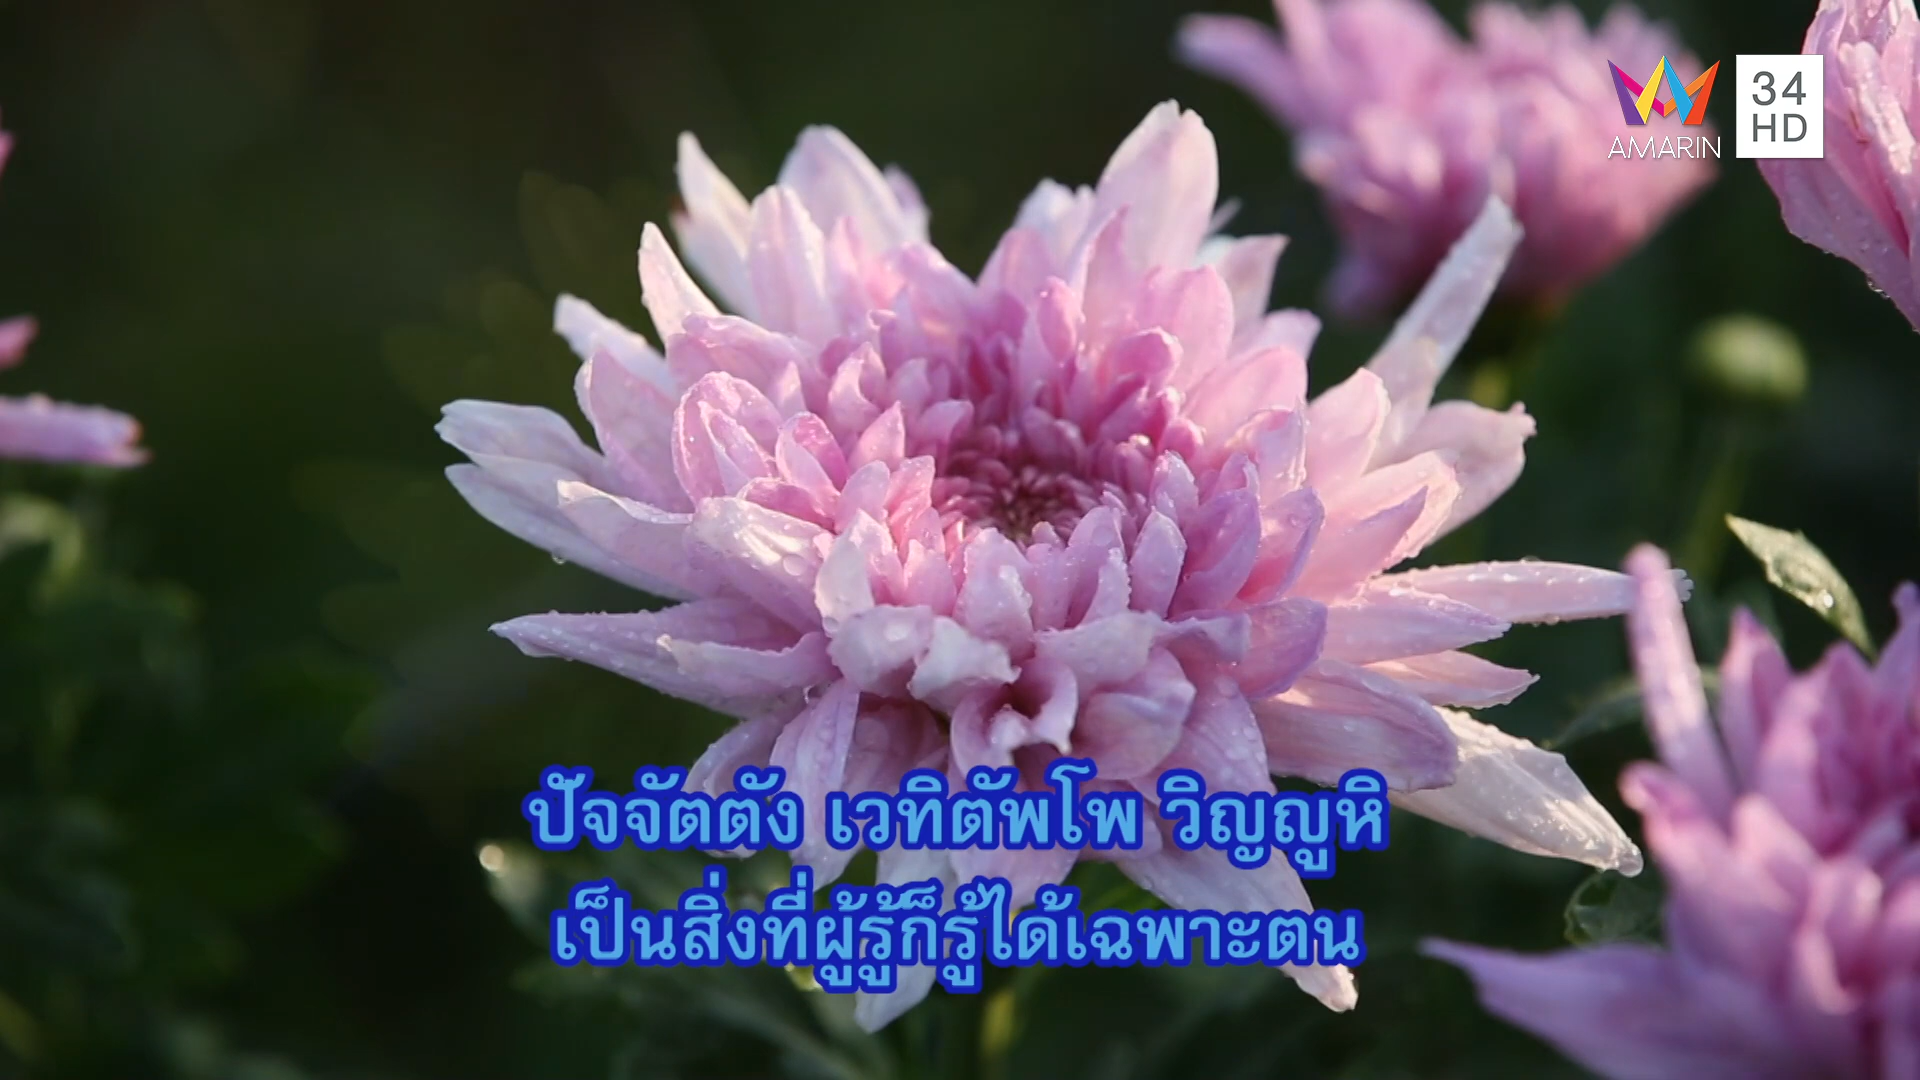 AMARIN
34
HD
ปัจจัตตัง เวทิตัพโพ วิญญูหิ
เป็นสิ่งที่ผู้รู้ก็รู้ได้เฉพาะตน